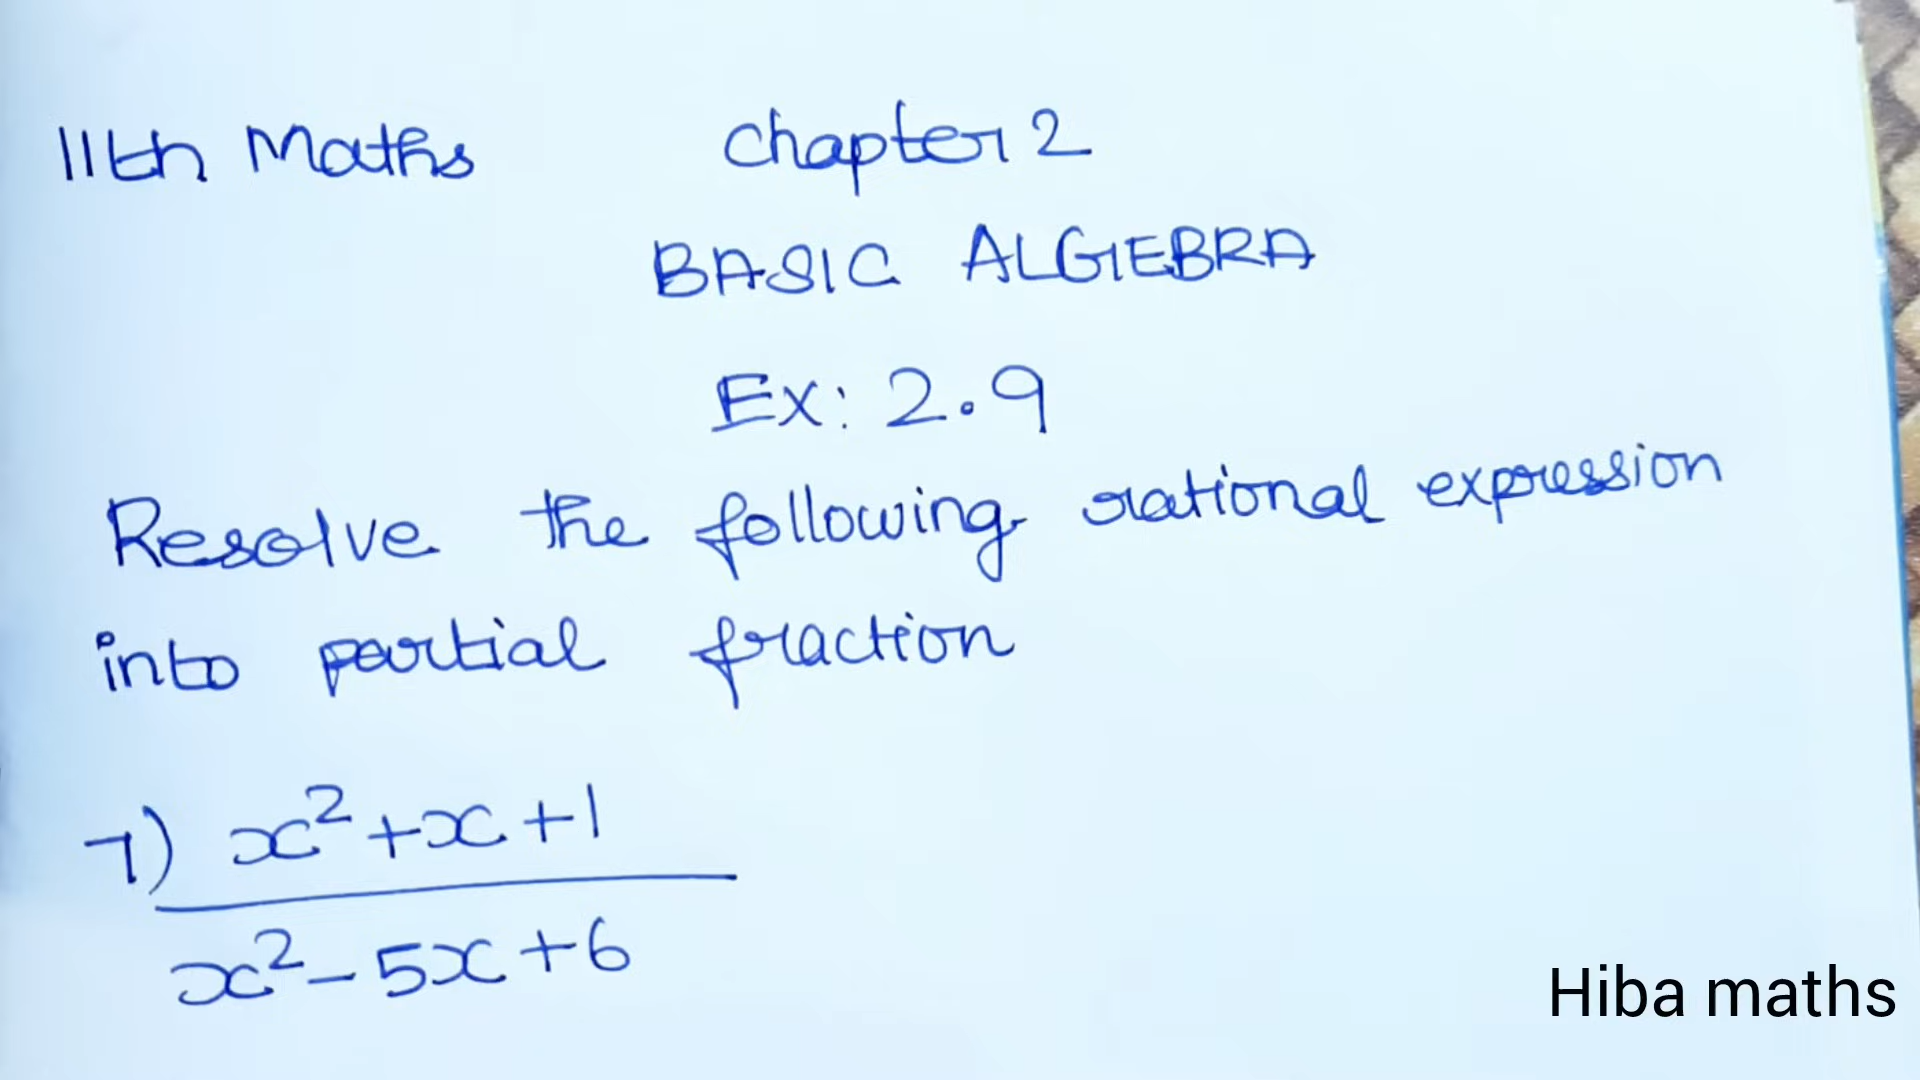 11th Maths chapter 2
BASIC ALGEBRA
Ex: 2.9
Resolve the following rational expression
into partial fraction
7) x² + x + 1
x² - 5x + 6
Hiba maths